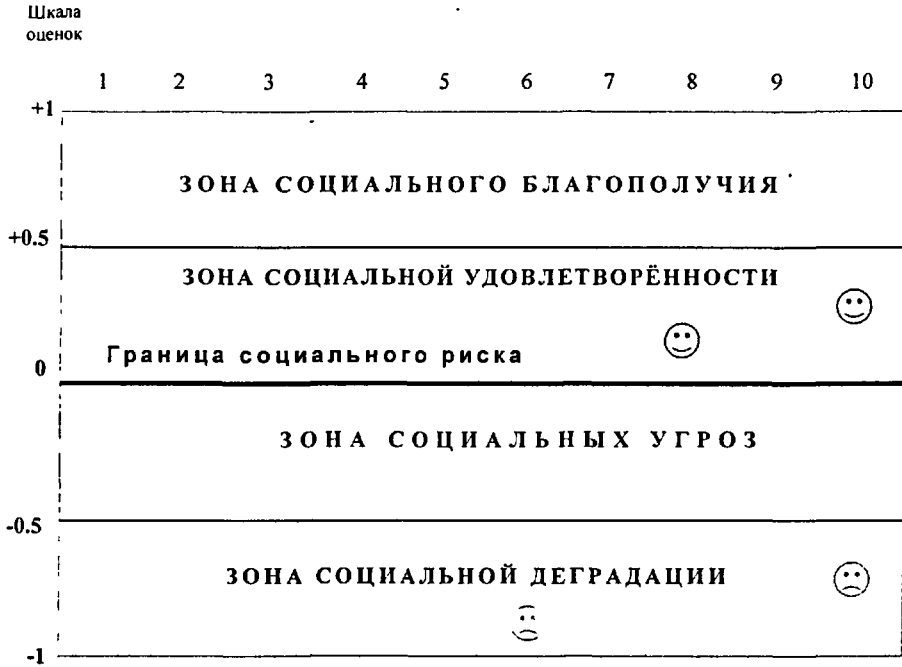 Шкала
оценок
1 2 3 4 5 6 7 8 9 10
+1
ЗОНА СОЦИАЛЬНОГО БЛАГОПОЛУЧИЯ
+0.5
ЗОНА СОЦИАЛЬНОЙ УДОВЛЕТВОРЁННОСТИ
Граница социального риска
0
ЗОНА СОЦИАЛЬНЫХ УГРОЗ
-0.5
ЗОНА СОЦИАЛЬНОЙ ДЕГРАДАЦИИ
-1